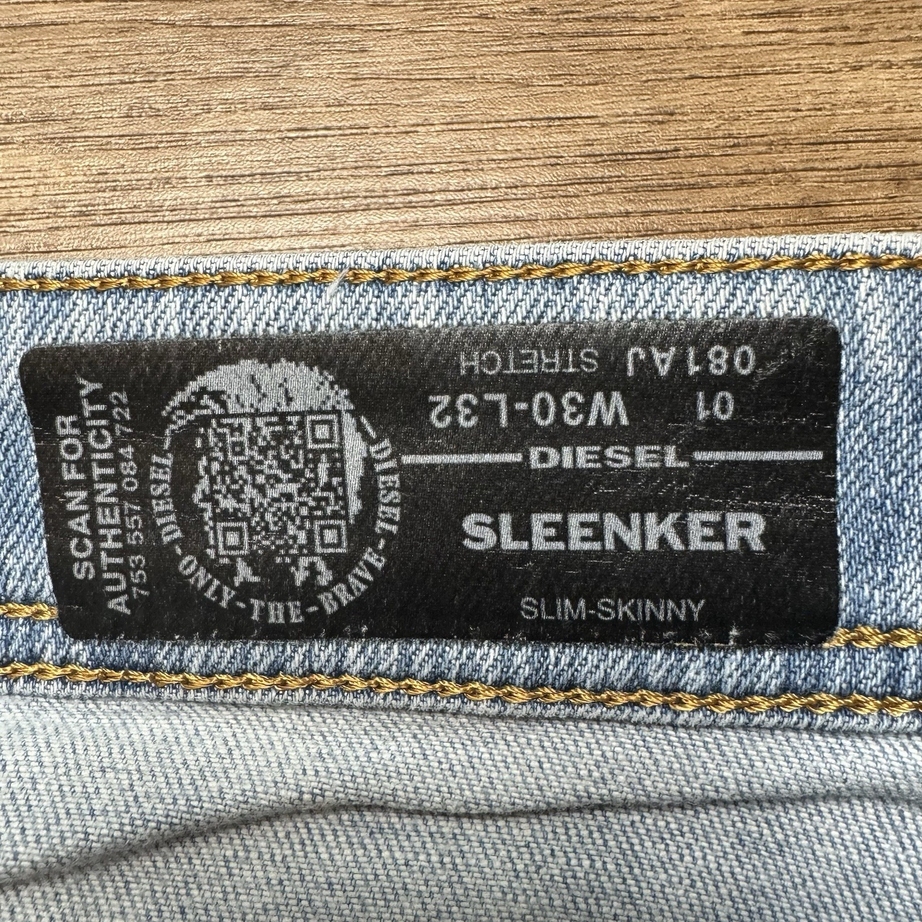 SCAN FOR
AUTHENTICITY
753 557 084 722
DIESEL-ONLY-THE-BRAVE-DIESEL
081AJ STRETCH
01 W30-L32
DIESEL
SLEENKER
SLIM-SKINNY